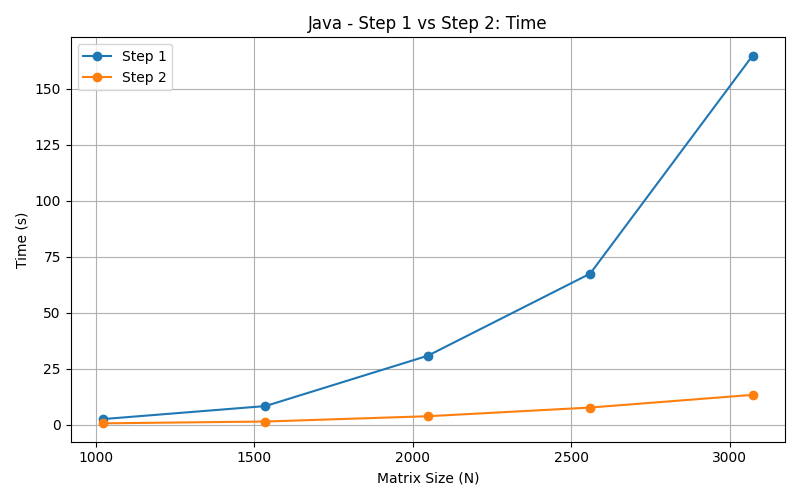 Java - Step 1 vs Step 2: Time
Step 1
Step 2
Time (s)
150
125
100
75
50
25
0
1000 1500 2000 2500 3000
Matrix Size (N)